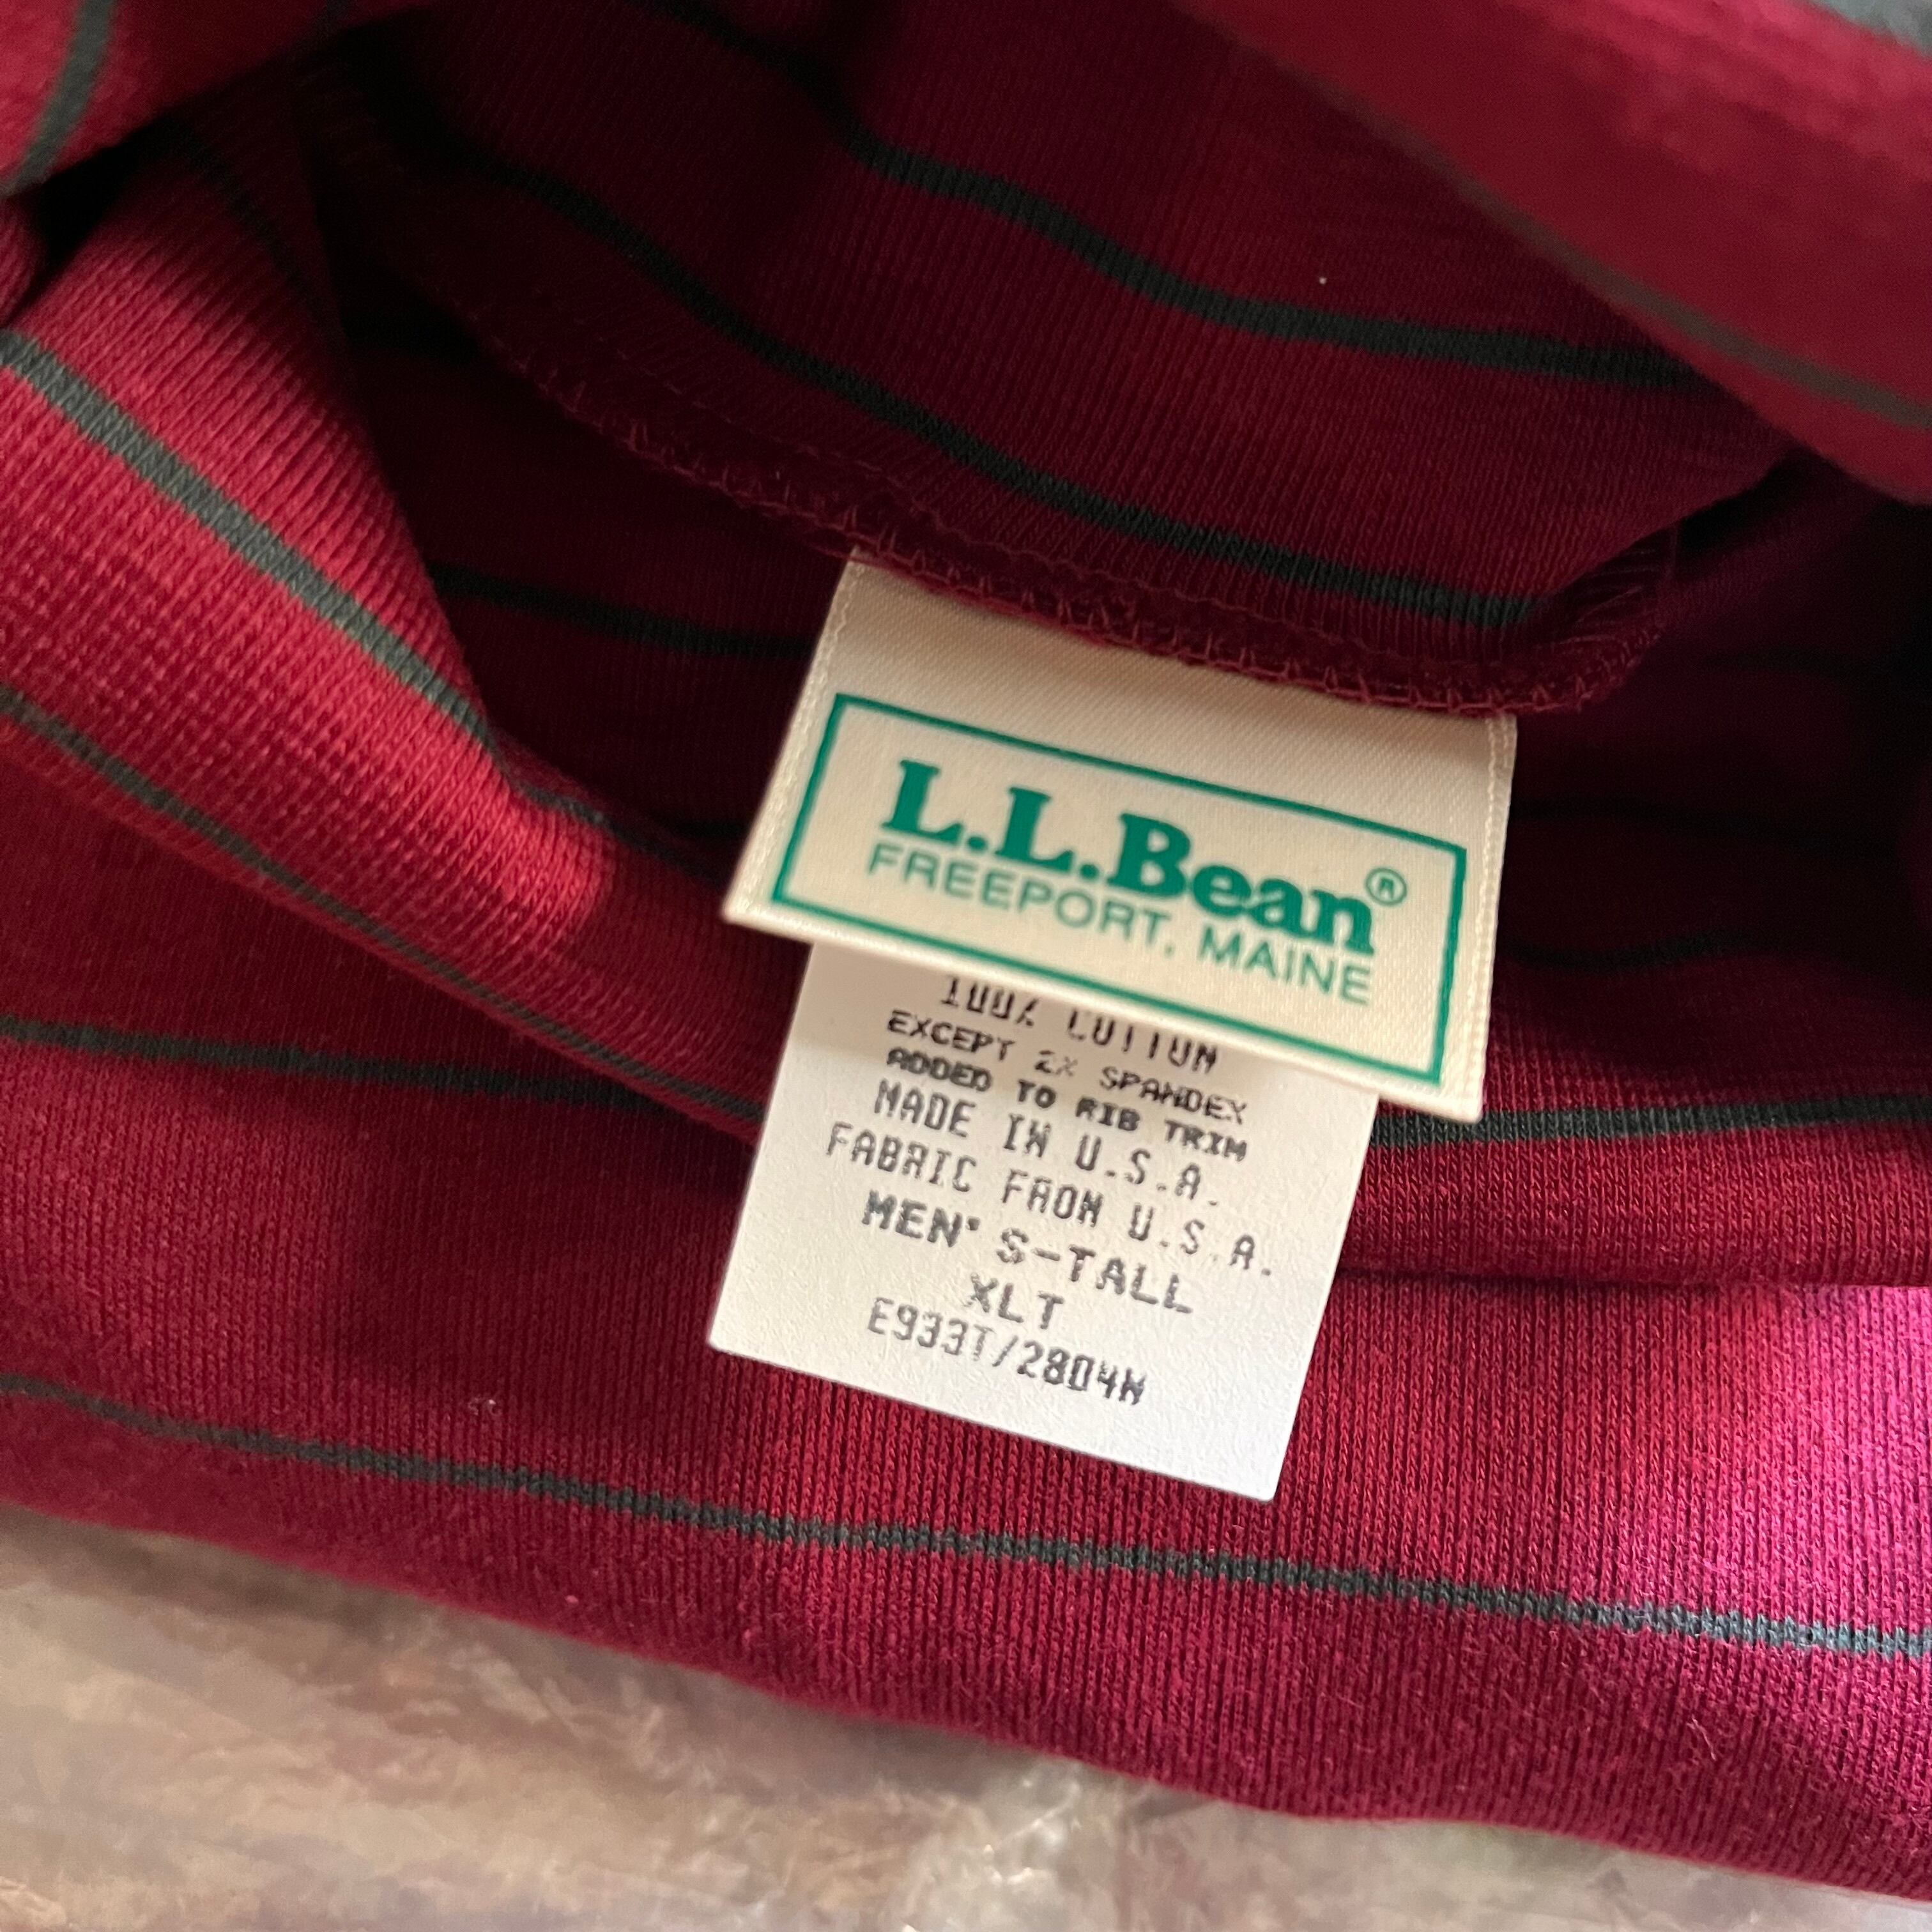 L.L.Bean®
FREEPORT, MAINE
100% COTTON
EXCEPT 2% SPANDEX
ADDED TO RIB TRIM
MADE IN U.S.A.
FABRIC FROM U.S.A.
MEN'S-TALL
XLT
E933T/2804N